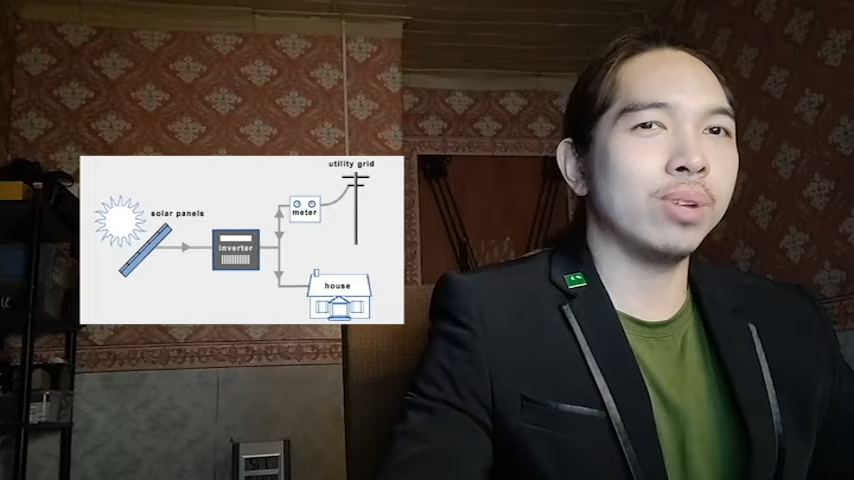 utility grid
solar panels
meter
inverter
house